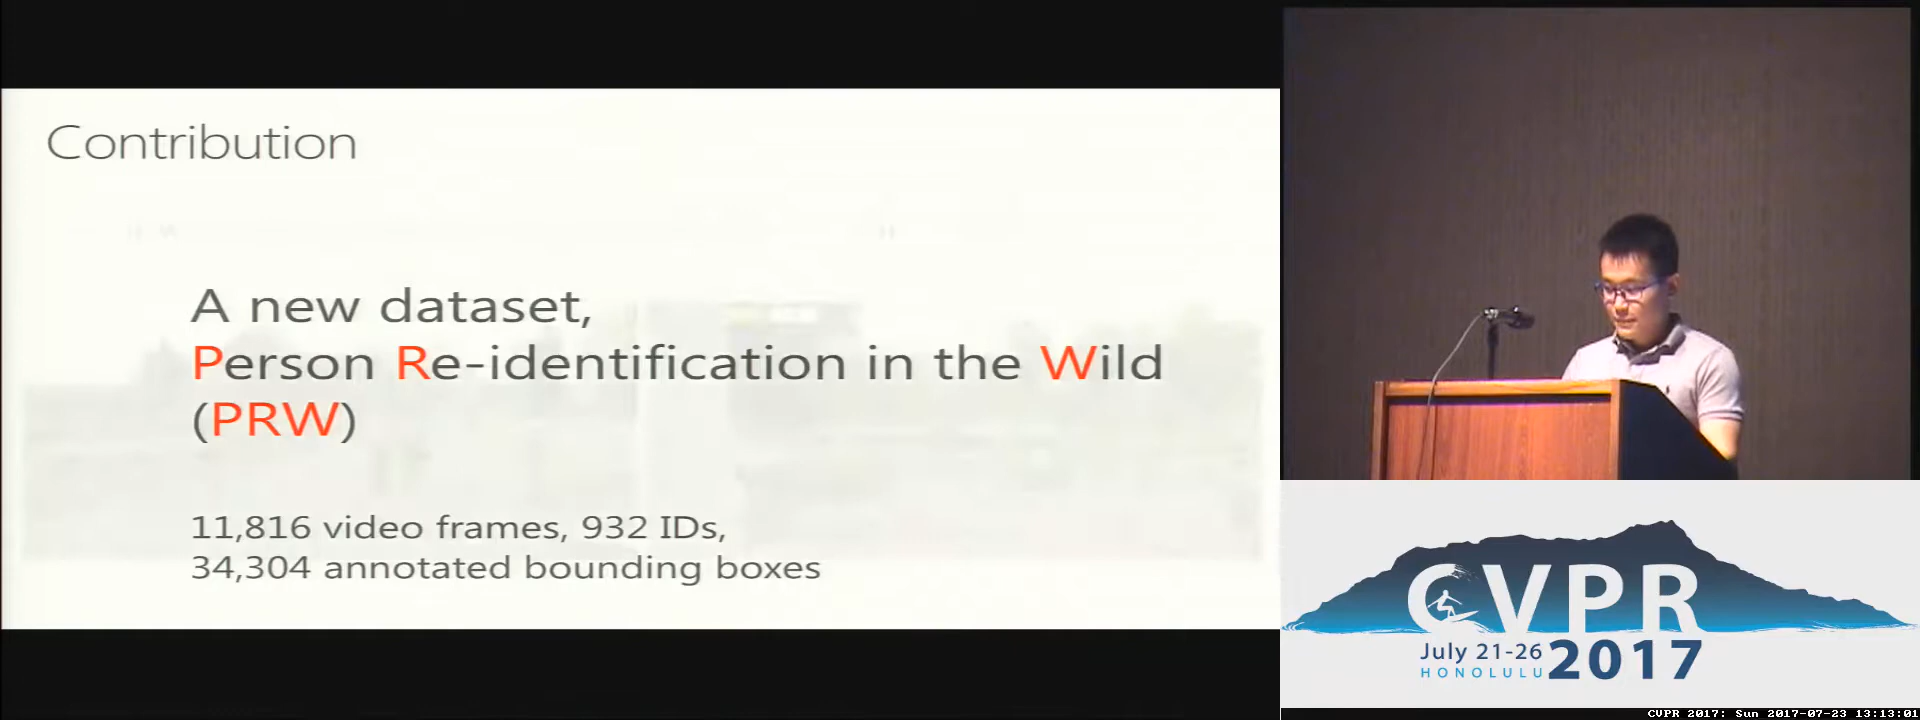 Contribution
A new dataset,
Person Re-identification in the Wild
(PRW)
11,816 video frames, 932 IDs,
34,304 annotated bounding boxes
CVPR
July 21-26
HONOLULU
2017
CVPR 2017: Sun 2017-07-23 13:13:01